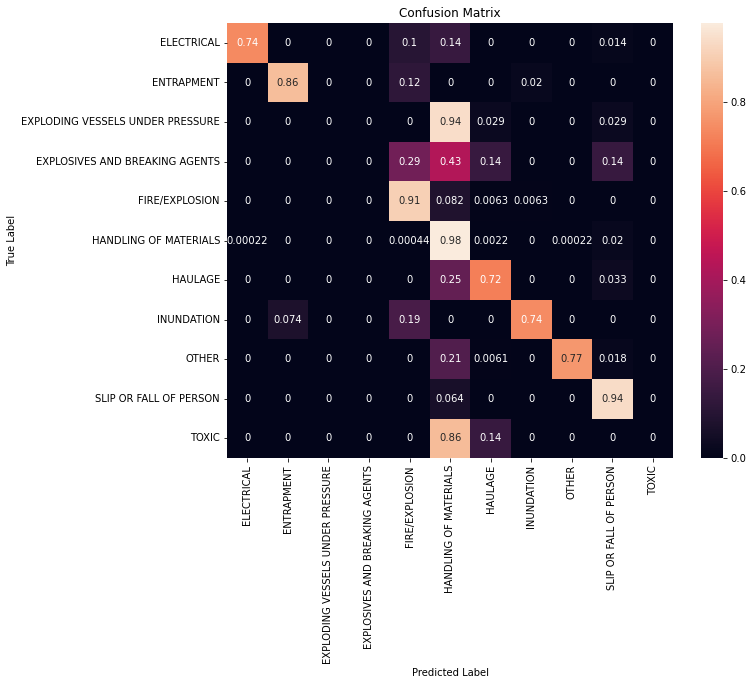 Confusion Matrix
ELECTRICAL 0.74 0 0 0 0.1 0.14 0 0 0 0.014 0
ENTRAPMENT 0 0.86 0 0 0.12 0 0 0.02 0 0 0
EXPLODING VESSELS UNDER PRESSURE 0 0 0 0 0 0.94 0.029 0 0 0.029 0
EXPLOSIVES AND BREAKING AGENTS 0 0 0 0 0.29 0.43 0.14 0 0 0.14 0
FIRE/EXPLOSION 0 0 0 0 0.91 0.082 0.0063 0.0063 0 0 0
HANDLING OF MATERIALS 0.00022 0 0 0 0.00044 0.98 0.0022 0 0.00022 0.02 0
HAULAGE 0 0 0 0 0 0.25 0.72 0 0 0.033 0
INUNDATION 0 0.074 0 0 0.19 0 0 0.74 0 0 0
OTHER 0 0 0 0 0 0.21 0.0061 0 0.77 0.018 0
SLIP OR FALL OF PERSON 0 0 0 0 0 0.064 0 0 0 0.94 0
TOXIC 0 0 0 0 0 0.86 0.14 0 0 0 0
True Label
ELECTRICAL
ENTRAPMENT
EXPLODING VESSELS UNDER PRESSURE
EXPLOSIVES AND BREAKING AGENTS
FIRE/EXPLOSION
HANDLING OF MATERIALS
HAULAGE
INUNDATION
OTHER
SLIP OR FALL OF PERSON
TOXIC
Predicted Label
0.8
0.6
0.4
0.2
0.0